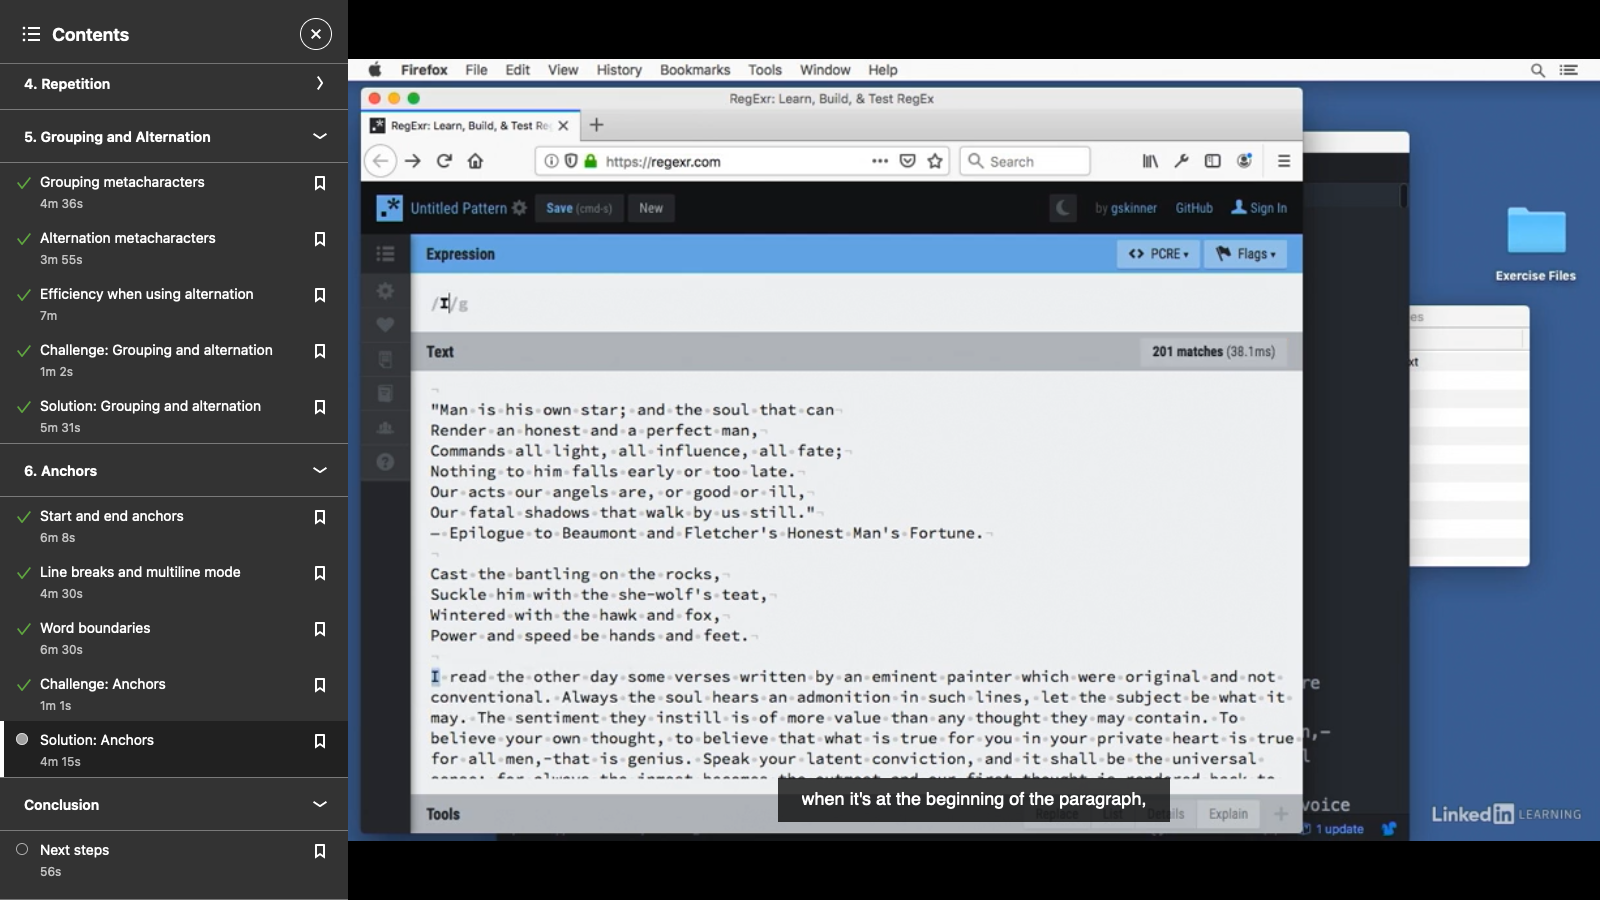 Contents
4. Repetition
5. Grouping and Alternation
Grouping metacharacters
4m 36s
Alternation metacharacters
3m 55s
Efficiency when using alternation
7m
Challenge: Grouping and alternation
1m 2s
Solution: Grouping and alternation
5m 31s
6. Anchors
Start and end anchors
6m 8s
Line breaks and multiline mode
4m 30s
Word boundaries
6m 30s
Challenge: Anchors
1m 1s
Solution: Anchors
4m 15s
Conclusion
Next steps
56s
Firefox File Edit View History Bookmarks Tools Window Help
RegExr: Learn, Build, & Test RegEx
RegExr: Learn, Build, & Test Re
https://regexr.com
Search
Untitled Pattern
Save (cmd-s)
New
by gskinner
GitHub
Sign In
Expression
PCRE
Flags
/I/g
Text
201 matches (38.1ms)
"Man is his own star; and the soul that can
Render an honest and a perfect man,
Commands all light, all influence, all fate;
Nothing to him falls early or too late.
Our acts our angels are, or good or ill,
Our fatal shadows that walk by us still."
— Epilogue to Beaumont and Fletcher's Honest Man's Fortune.
Cast the bantling on the rocks,
Suckle him with the she-wolf's teat,
Wintered with the hawk and fox,
Power and speed be hands and feet.
I read the other day some verses written by an eminent painter which were original and not
conventional. Always the soul hears an admonition in such lines, let the subject be what it
may. The sentiment they instill is of more value than any thought they may contain. To
believe your own thought, to believe that what is true for you in your private heart is true
for all men,—that is genius. Speak your latent conviction, and it shall be the universal
when it's at the beginning of the paragraph,
Tools
Replace
List
Details
Explain
Exercise Files
es
xt
re
n,—
l
voice
1 update
Linked in LEARNING